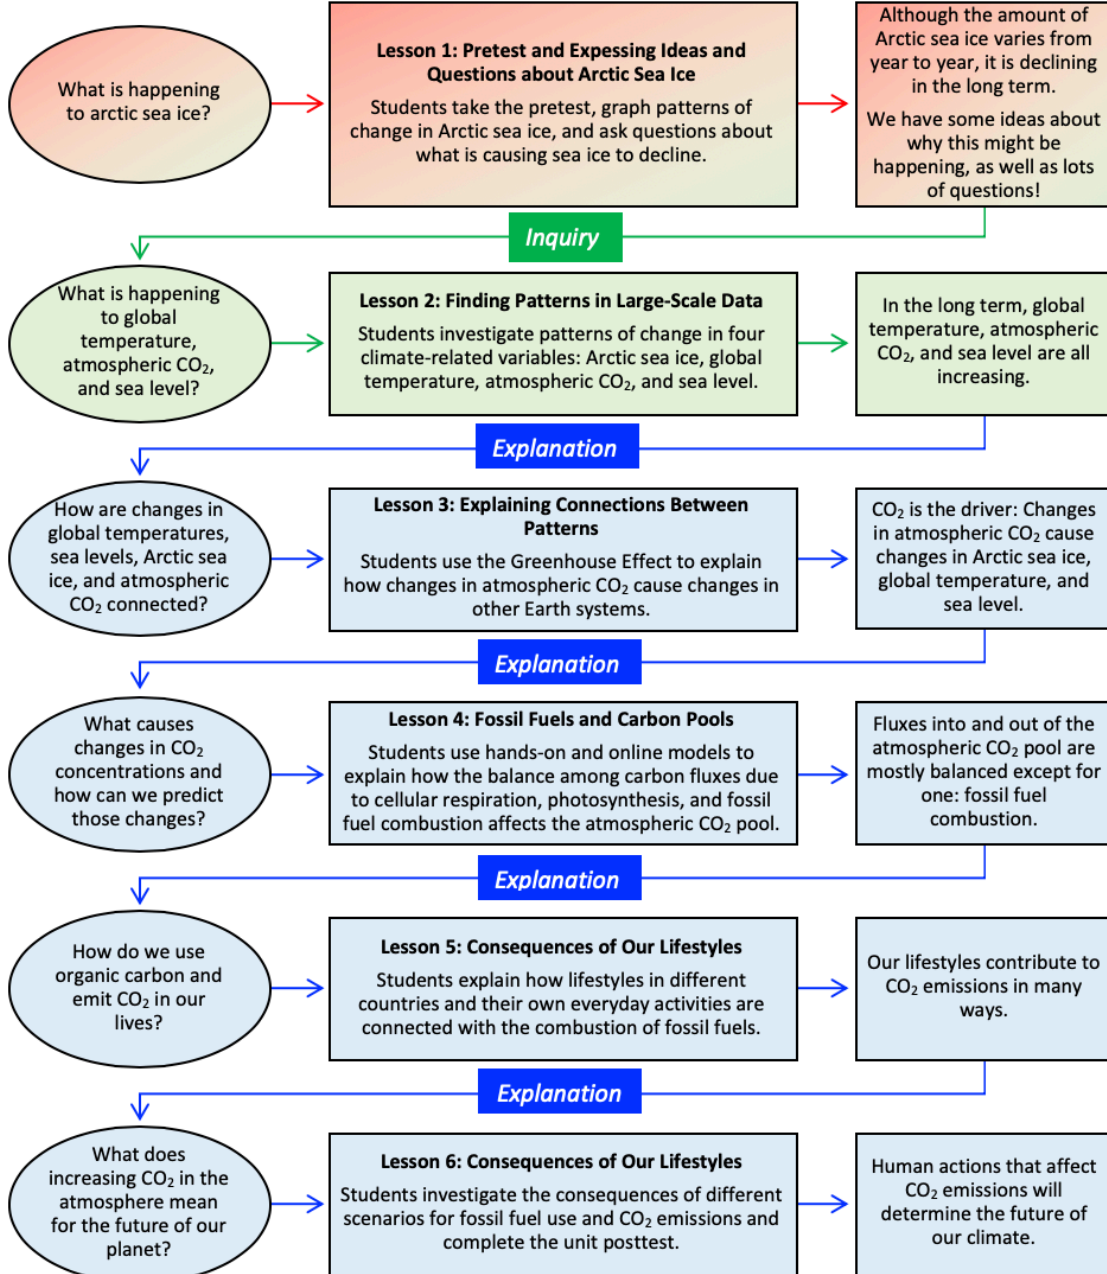 What is happening
to arctic sea ice?
Lesson 1: Pretest and Expessing Ideas and
Questions about Arctic Sea Ice
Students take the pretest, graph patterns of
change in Arctic sea ice, and ask questions about
what is causing sea ice to decline.
Although the amount of
Arctic sea ice varies from
year to year, it is declining
in the long term.
We have some ideas about
why this might be
happening, as well as lots
of questions!
Inquiry
What is happening
to global
temperature,
atmospheric CO₂,
and sea level?
Lesson 2: Finding Patterns in Large-Scale Data
Students investigate patterns of change in four
climate-related variables: Arctic sea ice, global
temperature, atmospheric CO₂, and sea level.
In the long term, global
temperature, atmospheric
CO₂, and sea level are all
increasing.
Explanation
How are changes in
global temperatures,
sea levels, Arctic sea
ice, and atmospheric
CO₂ connected?
Lesson 3: Explaining Connections Between
Patterns
Students use the Greenhouse Effect to explain
how changes in atmospheric CO₂ cause changes in
other Earth systems.
CO₂ is the driver: Changes
in atmospheric CO₂ cause
changes in Arctic sea ice,
global temperature, and
sea level.
Explanation
What causes
changes in CO₂
concentrations and
how can we predict
those changes?
Lesson 4: Fossil Fuels and Carbon Pools
Students use hands-on and online models to
explain how the balance among carbon fluxes due
to cellular respiration, photosynthesis, and fossil
fuel combustion affects the atmospheric CO₂ pool.
Fluxes into and out of the
atmospheric CO₂ pool are
mostly balanced except for
one: fossil fuel
combustion.
Explanation
How do we use
organic carbon and
emit CO₂ in our
lives?
Lesson 5: Consequences of Our Lifestyles
Students explain how lifestyles in different
countries and their own everyday activities are
connected with the combustion of fossil fuels.
Our lifestyles contribute to
CO₂ emissions in many
ways.
Explanation
What does
increasing CO₂ in the
atmosphere mean
for the future of our
planet?
Lesson 6: Consequences of Our Lifestyles
Students investigate the consequences of different
scenarios for fossil fuel use and CO₂ emissions and
complete the unit posttest.
Human actions that affect
CO₂ emissions will
determine the future of
our climate.